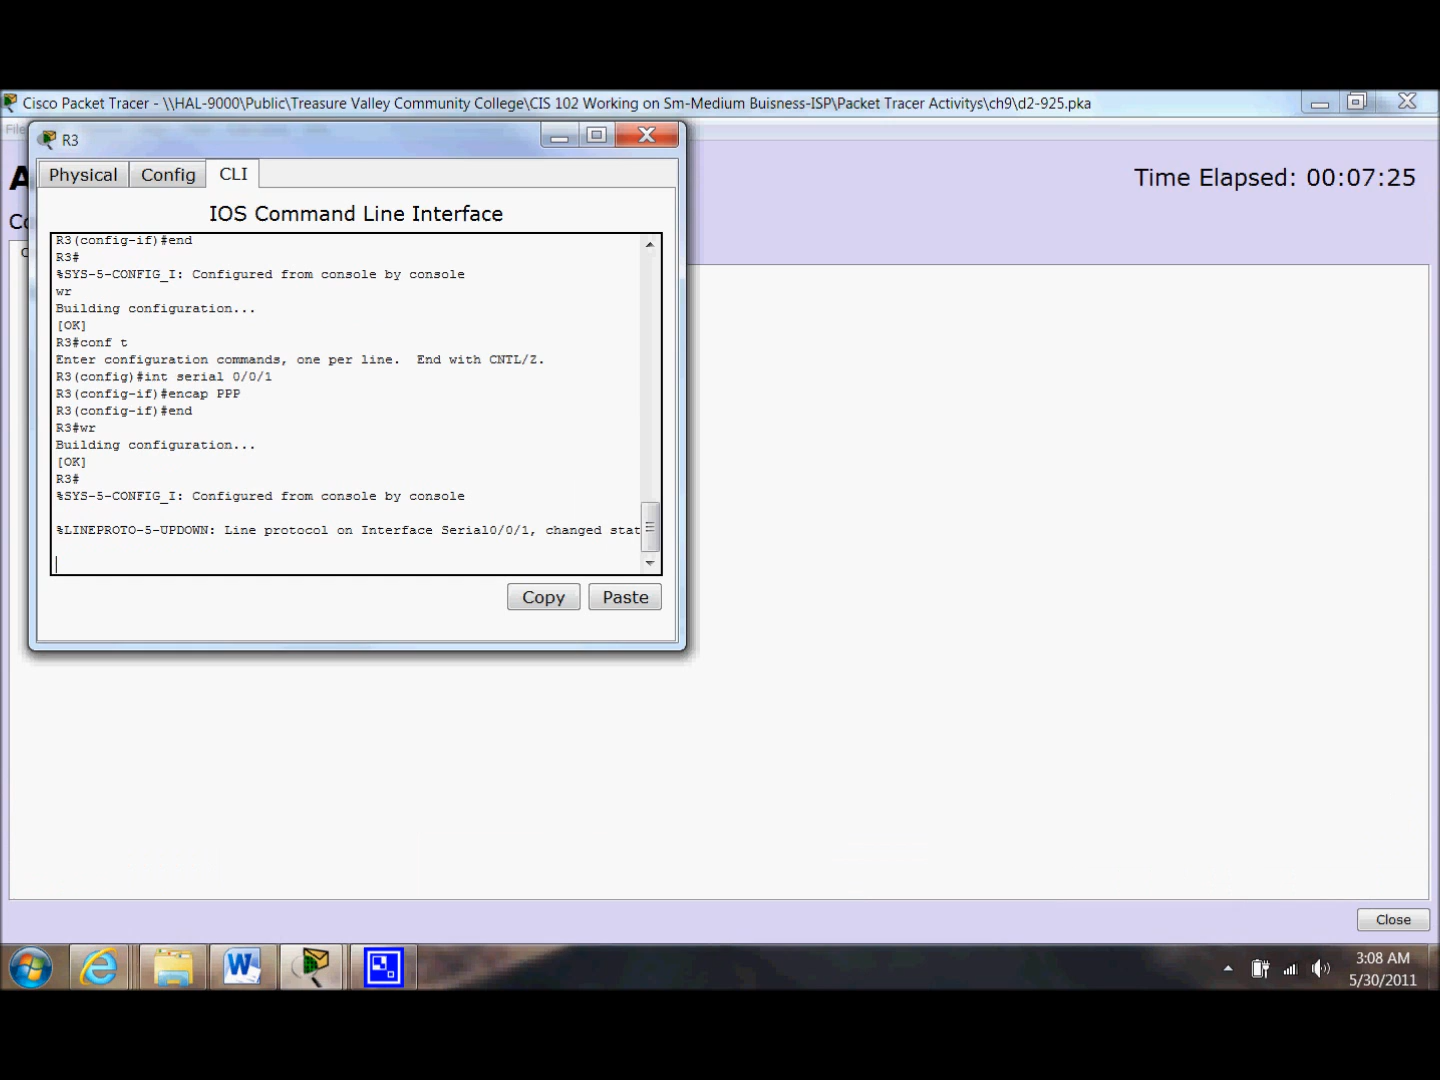 Cisco Packet Tracer - \\HAL-9000\Public\Treasure Valley Community College\CIS 102 Working on Sm-Medium Buisness-ISP\Packet Tracer Activitys\ch9\d2-925.pka
R3
Physical Config CLI
Time Elapsed: 00:07:25
IOS Command Line Interface
R3(config-if)#end
R3#
%SYS-5-CONFIG_I: Configured from console by console
wr
Building configuration...
[OK]
R3#conf t
Enter configuration commands, one per line.  End with CNTL/Z.
R3(config)#int serial 0/0/1
R3(config-if)#encap PPP
R3(config-if)#end
R3#wr
Building configuration...
[OK]
R3#
%SYS-5-CONFIG_I: Configured from console by console
%LINEPROTO-5-UPDOWN: Line protocol on Interface Serial0/0/1, changed stat
Copy Paste
Close
3:08 AM
5/30/2011